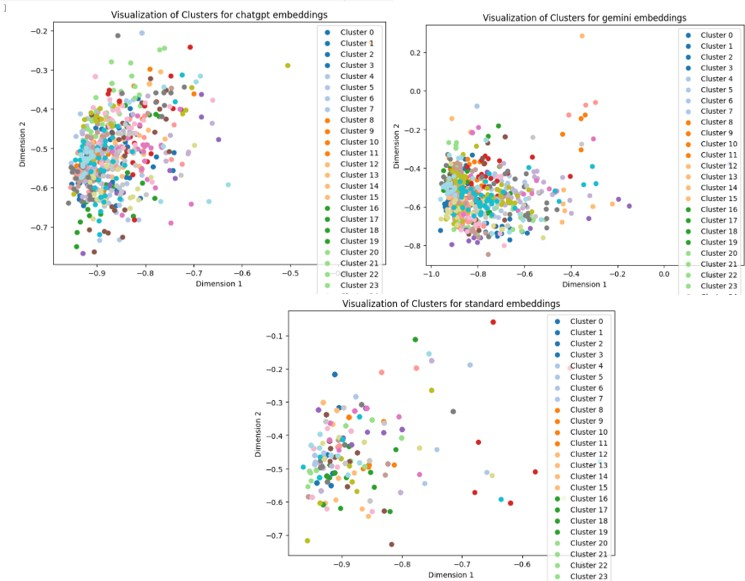 ]
Visualization of Clusters for chatgpt embeddings
Dimension 2
−0.2
−0.3
−0.4
−0.5
−0.6
−0.7
−0.9
−0.8
−0.7
−0.6
−0.5
Dimension 1
Cluster 0
Cluster 1
Cluster 2
Cluster 3
Cluster 4
Cluster 5
Cluster 6
Cluster 7
Cluster 8
Cluster 9
Cluster 10
Cluster 11
Cluster 12
Cluster 13
Cluster 14
Cluster 15
Cluster 16
Cluster 17
Cluster 18
Cluster 19
Cluster 20
Cluster 21
Cluster 22
Cluster 23
Visualization of Clusters for gemini embeddings
Dimension 2
0.2
0.0
−0.2
−0.4
−0.6
−0.8
−1.0
−0.8
−0.6
−0.4
−0.2
0.0
Dimension 1
Cluster 0
Cluster 1
Cluster 2
Cluster 3
Cluster 4
Cluster 5
Cluster 6
Cluster 7
Cluster 8
Cluster 9
Cluster 10
Cluster 11
Cluster 12
Cluster 13
Cluster 14
Cluster 15
Cluster 16
Cluster 17
Cluster 18
Cluster 19
Cluster 20
Cluster 21
Cluster 22
Cluster 23
Visualization of Clusters for standard embeddings
Dimension 2
−0.1
−0.2
−0.3
−0.4
−0.5
−0.6
−0.7
−0.9
−0.8
−0.7
−0.6
Dimension 1
Cluster 0
Cluster 1
Cluster 2
Cluster 3
Cluster 4
Cluster 5
Cluster 6
Cluster 7
Cluster 8
Cluster 9
Cluster 10
Cluster 11
Cluster 12
Cluster 13
Cluster 14
Cluster 15
Cluster 16
Cluster 17
Cluster 18
Cluster 19
Cluster 20
Cluster 21
Cluster 22
Cluster 23